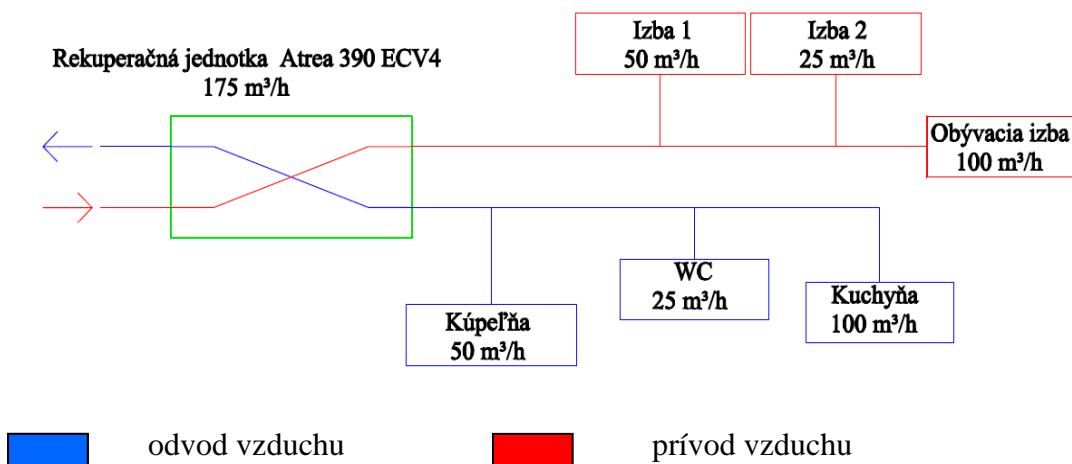 Rekuperačná jednotka Atrea 390 ECV4
175 m³/h
Izba 1
50 m³/h
Izba 2
25 m³/h
Obývacia izba
100 m³/h
Kúpeľňa
50 m³/h
WC
25 m³/h
Kuchyňa
100 m³/h
odvod vzduchu
prívod vzduchu